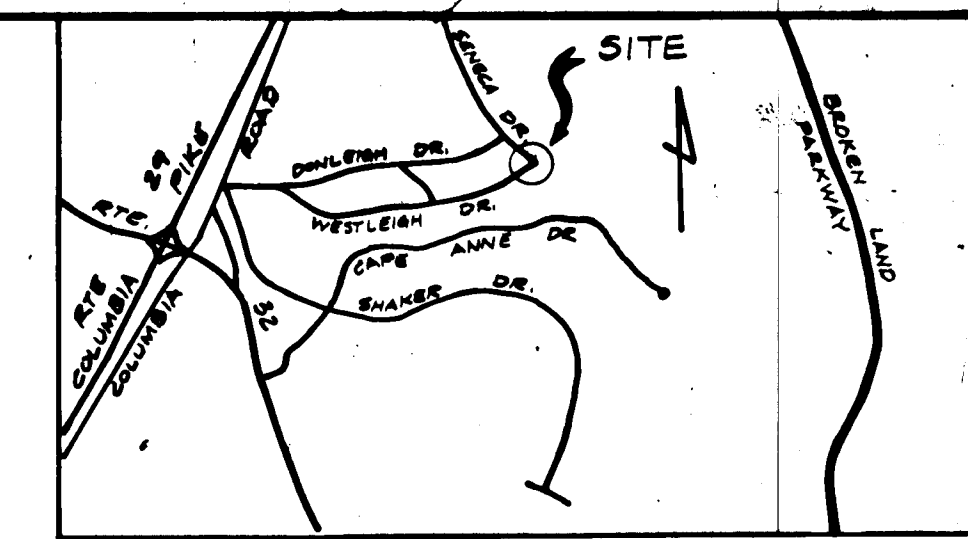 SITE
SENECA DR
BROKEN LAND
PARKWAY
RTE 29
COLUMBIA PIKE
COLUMBIA ROAD
DONLEIGH DR.
WESTLEIGH DR.
RTE. 32
CAPE ANNE DR
SHAKER DR.